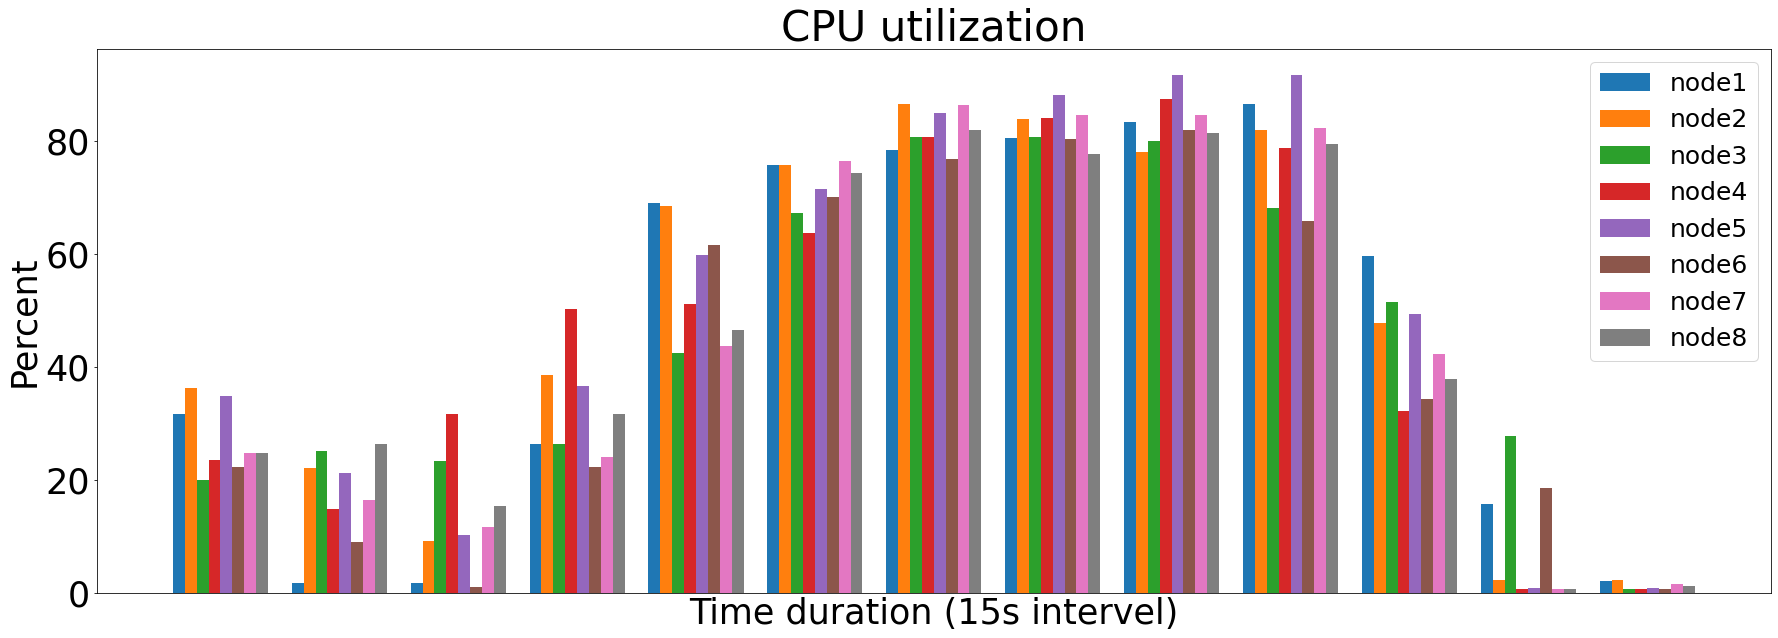 CPU utilization
Percent
80
60
40
20
0
node1
node2
node3
node4
node5
node6
node7
node8
Time duration (15s intervel)